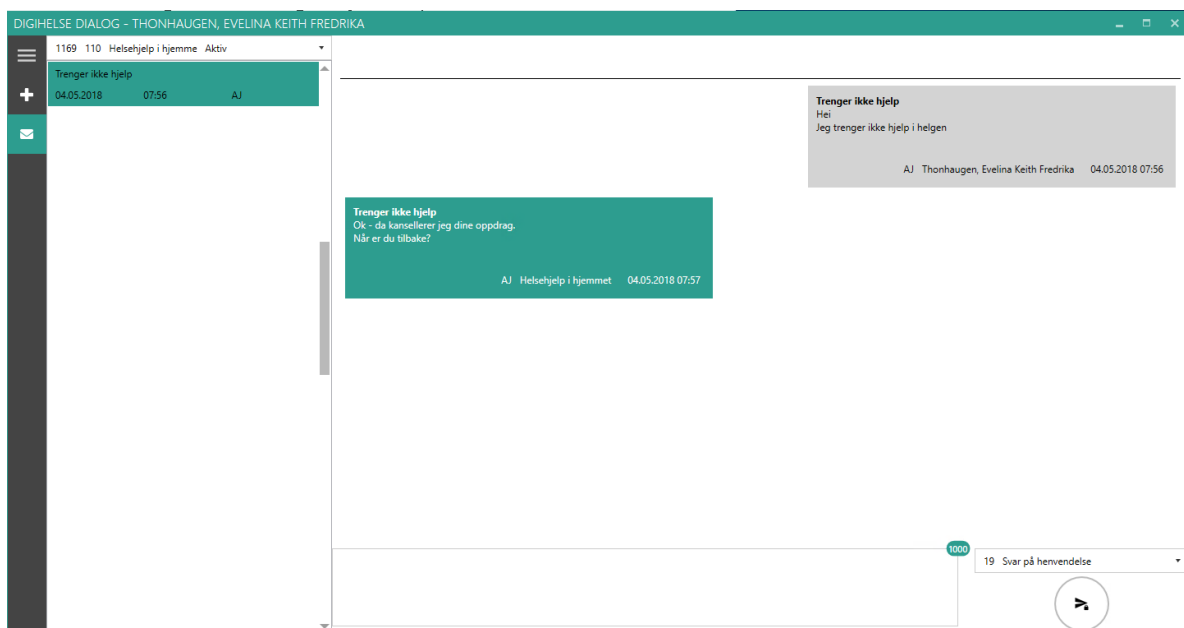 DIGIHELSE DIALOG - THONHAUGEN, EVELINA KEITH FREDRIKA
1169 110 Helsehjelp i hjemme Aktiv
Trenger ikke hjelp
04.05.2018 07:56 AJ
Trenger ikke hjelp
Hei
Jeg trenger ikke hjelp i helgen
AJ Thonhaugen, Evelina Keith Fredrika 04.05.2018 07:56
Trenger ikke hjelp
Ok - da kansellerer jeg dine oppdrag.
Når er du tilbake?
AJ Helsehjelp i hjemmet 04.05.2018 07:57
1000
19 Svar på henvendelse